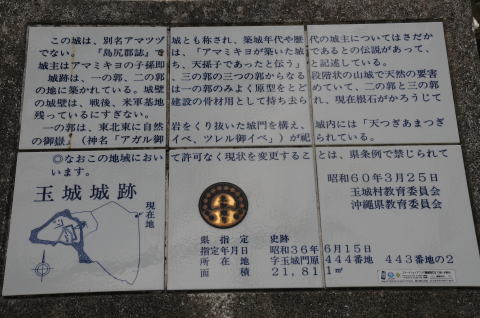 この城は、別名アマツヅ城とも称され、築城年代や歴代の城主についてはさだか
でない。『島尻郡誌』では、「アマミキヨが築いた城であるとの伝説があって、
城主はアマミキヨの子孫即ち、天孫子であったと伝う」と記述している。
城跡は、一の郭、二の郭、三の郭の三つの郭からなる段階状の山城で天然の要害
の地に築かれている。城壁は一の郭のみよく原型をとどめていて、二の郭と三の郭
の城壁は、戦後、米軍基地建設の骨材用として持ち去られ、現在根石がかろうじて
残っているにすぎない。
一の郭は、東北東に自然岩をくり抜いた城門を構え、城内には「天つぎあまつぎ
の御嶽」(神名「アガル御イベ、ツレル御イベ」)が祀られている。
◎なおこの地域において許可なく現状を変更することは、県条例で禁じられて
います。
玉城城跡
現在地
昭和60年3月25日
玉城村教育委員会
沖縄県教育委員会
県指定 史跡
指定年月日 昭和36年6月15日
所在地 字玉城門原444番地 443番地の2
面積 21,811㎡